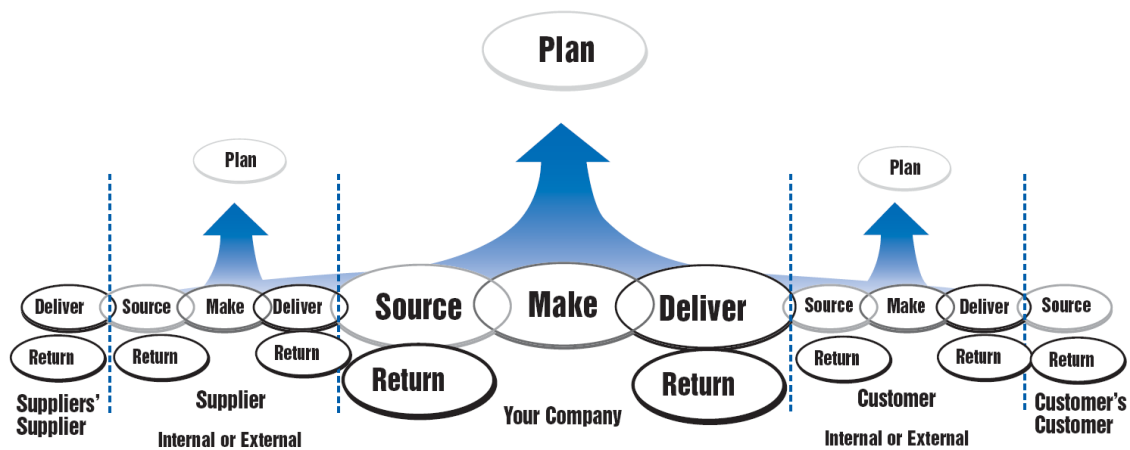 Plan
Plan
Plan
Deliver
Source
Make
Deliver
Source
Make
Deliver
Source
Make
Deliver
Source
Return
Return
Return
Return
Return
Return
Return
Return
Suppliers'
Supplier
Supplier
Internal or External
Your Company
Customer
Internal or External
Customer's
Customer